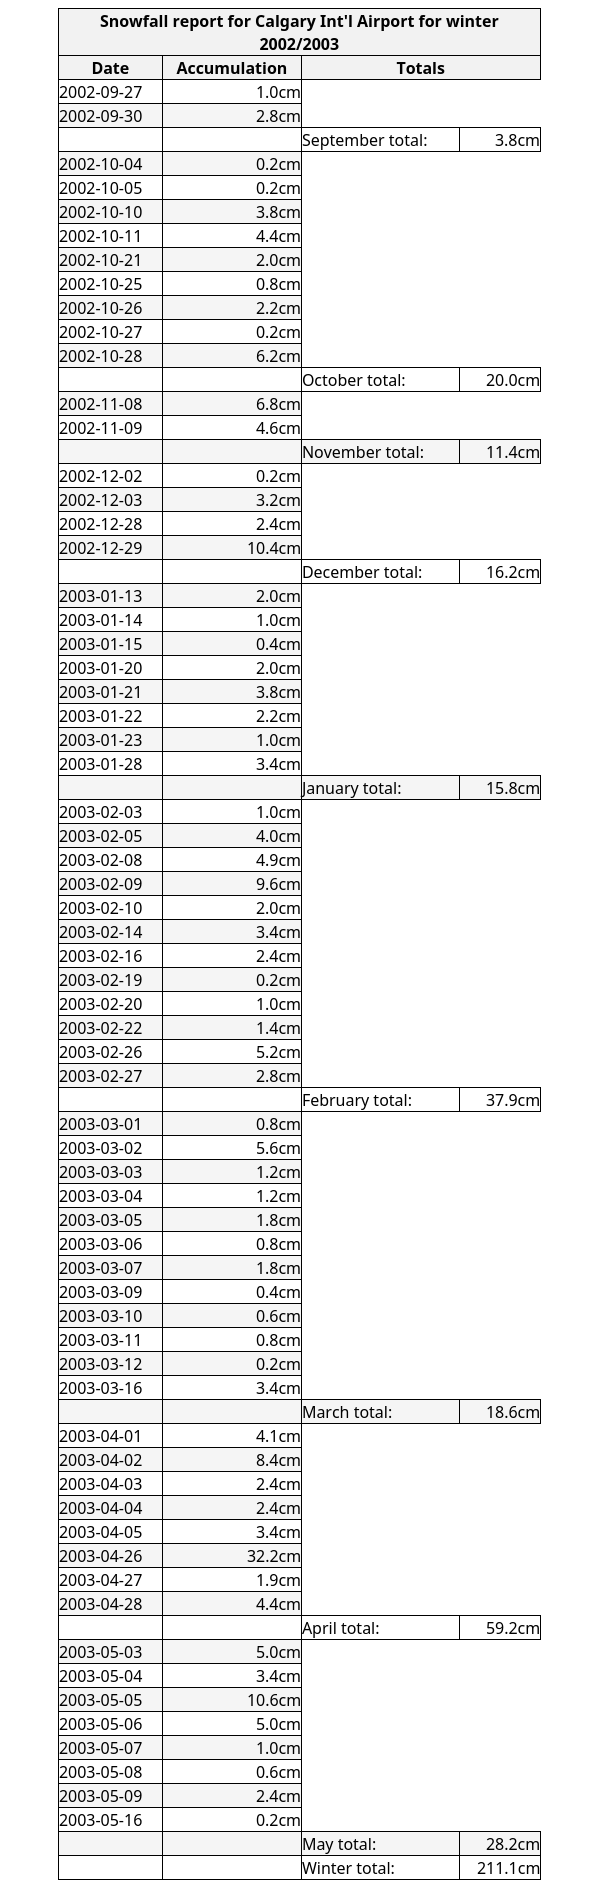 Snowfall report for Calgary Int'l Airport for winter
2002/2003
Date Accumulation Totals
2002-09-27 1.0cm
2002-09-30 2.8cm
September total: 3.8cm
2002-10-04 0.2cm
2002-10-05 0.2cm
2002-10-10 3.8cm
2002-10-11 4.4cm
2002-10-21 2.0cm
2002-10-25 0.8cm
2002-10-26 2.2cm
2002-10-27 0.2cm
2002-10-28 6.2cm
October total: 20.0cm
2002-11-08 6.8cm
2002-11-09 4.6cm
November total: 11.4cm
2002-12-02 0.2cm
2002-12-03 3.2cm
2002-12-28 2.4cm
2002-12-29 10.4cm
December total: 16.2cm
2003-01-13 2.0cm
2003-01-14 1.0cm
2003-01-15 0.4cm
2003-01-20 2.0cm
2003-01-21 3.8cm
2003-01-22 2.2cm
2003-01-23 1.0cm
2003-01-28 3.4cm
January total: 15.8cm
2003-02-03 1.0cm
2003-02-05 4.0cm
2003-02-08 4.9cm
2003-02-09 9.6cm
2003-02-10 2.0cm
2003-02-14 3.4cm
2003-02-16 2.4cm
2003-02-19 0.2cm
2003-02-20 1.0cm
2003-02-22 1.4cm
2003-02-26 5.2cm
2003-02-27 2.8cm
February total: 37.9cm
2003-03-01 0.8cm
2003-03-02 5.6cm
2003-03-03 1.2cm
2003-03-04 1.2cm
2003-03-05 1.8cm
2003-03-06 0.8cm
2003-03-07 1.8cm
2003-03-09 0.4cm
2003-03-10 0.6cm
2003-03-11 0.8cm
2003-03-12 0.2cm
2003-03-16 3.4cm
March total: 18.6cm
2003-04-01 4.1cm
2003-04-02 8.4cm
2003-04-03 2.4cm
2003-04-04 2.4cm
2003-04-05 3.4cm
2003-04-26 32.2cm
2003-04-27 1.9cm
2003-04-28 4.4cm
April total: 59.2cm
2003-05-03 5.0cm
2003-05-04 3.4cm
2003-05-05 10.6cm
2003-05-06 5.0cm
2003-05-07 1.0cm
2003-05-08 0.6cm
2003-05-09 2.4cm
2003-05-16 0.2cm
May total: 28.2cm
Winter total: 211.1cm